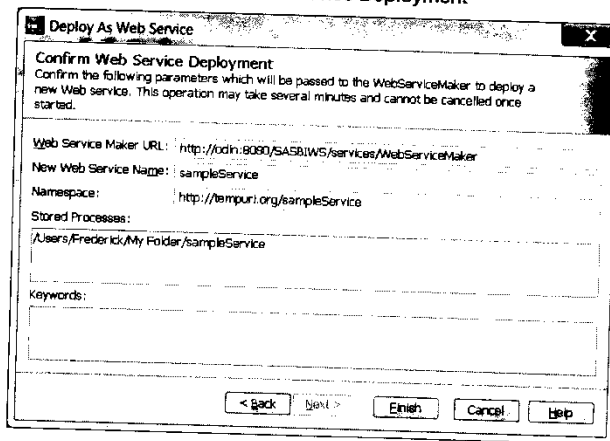 Deployment
Deploy As Web Service
Confirm Web Service Deployment
Confirm the following parameters which will be passed to the WebServiceMaker to deploy a
new Web service. This operation may take several minutes and cannot be cancelled once
started.
Web Service Maker URL: http://odin:8080/SASBIWS/services/WebServiceMaker
New Web Service Name: sampleService
Namespace: http://tempuri.org/sampleService
Stored Processes:
/Users/Frederick/My Folder/sampleService
Keywords:
< Back Next > Finish Cancel Help